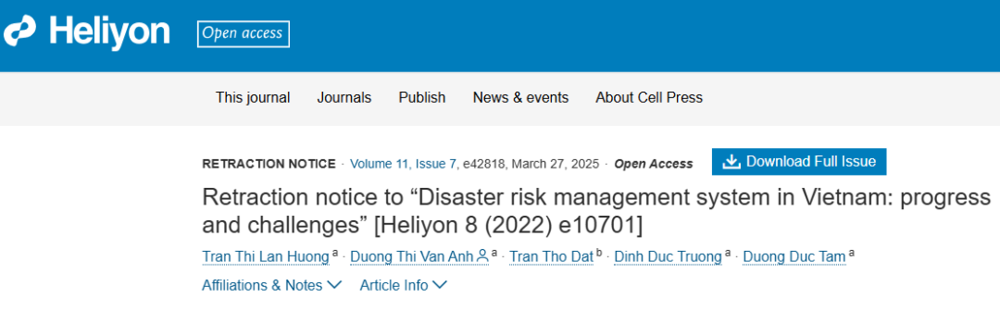 Heliyon Open access
This journal Journals Publish News & events About Cell Press
RETRACTION NOTICE · Volume 11, Issue 7, e42818, March 27, 2025 · Open Access Download Full Issue
Retraction notice to “Disaster risk management system in Vietnam: progress
and challenges” [Heliyon 8 (2022) e10701]
Tran Thi Lan Huong a · Duong Thi Van Anh a · Tran Tho Dat b · Dinh Duc Truong a · Duong Duc Tam a
Affiliations & Notes Article Info